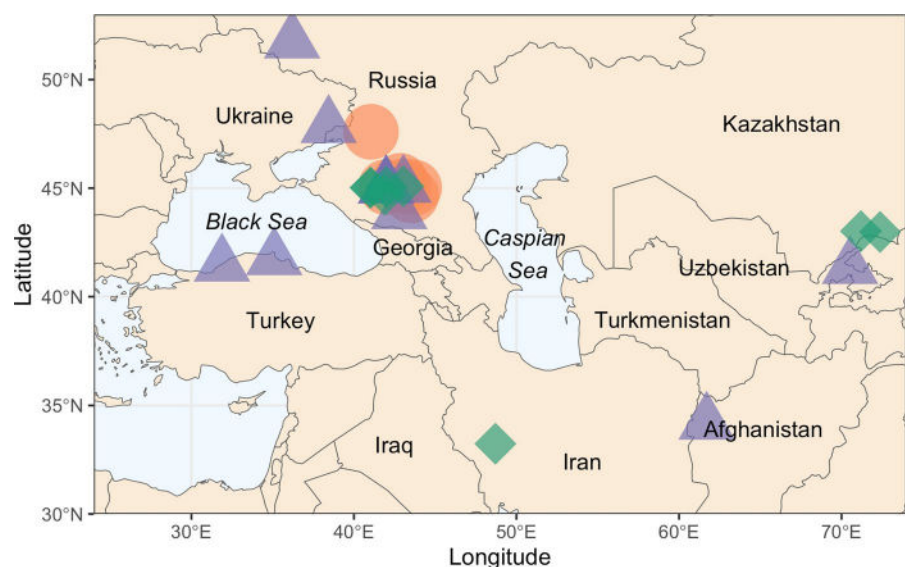 50°N
Russia
Ukraine
Kazakhstan
45°N
Black Sea
Georgia
Caspian
Sea
Uzbekistan
Latitude
40°N
Turkey
Turkmenistan
35°N
Iraq
Iran
Afghanistan
30°N
30°E
40°E
50°E
60°E
70°E
Longitude